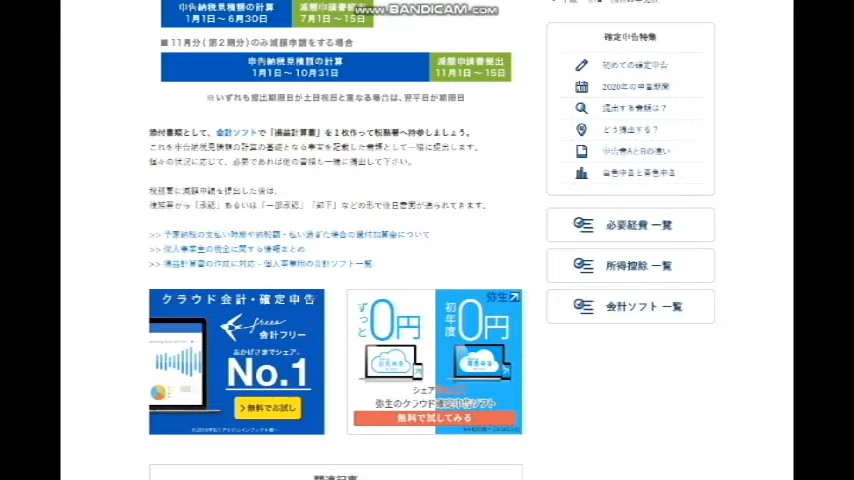 申告納税見積額の計算
1月1日～6月30日
減額申請書提出
7月1日～15日
www.BANDICAM.com
■11月分(第2期分)のみ減額申請をする場合
申告納税見積額の計算
1月1日～10月31日
減額申請書提出
11月1日～15日
※いずれも提出期限日が土日祝日と重なる場合は、翌平日が期限日
添付書類として、会計ソフトで「損益計算書」を1枚作って税務署へ持参しましょう。
これを申告納税見積額の計算の基礎となる事実を記載した書類として一緒に提出します。
個々の状況に応じて、必要であれば他の書類も一緒に提出して下さい。
税務署に減額申請を提出した後は、
税務署から「承認」あるいは「一部承認」「却下」などの形で後日書面が送られてきます。
>> 予定納税の支払い時期や納税額・払い過ぎた場合の還付加算金について
>> 個人事業主の税金に関する情報まとめ
>> 損益計算書の作成に対応 - 個人事業用の会計ソフト一覧
クラウド会計・確定申告
freee
会計フリー
おかげさまでシェア
No.1
>無料でお試し
弥生
ずっと0円
初年度0円
シェア
弥生のクラウド確定申告ソフト
無料で試してみる
関連記事
確定申告特集
初めての確定申告
2020年の申告期間
提出する書類は？
どう提出する？
申告書AとBの違い
白色申告と青色申告
必要経費 一覧
所得控除 一覧
会計ソフト 一覧